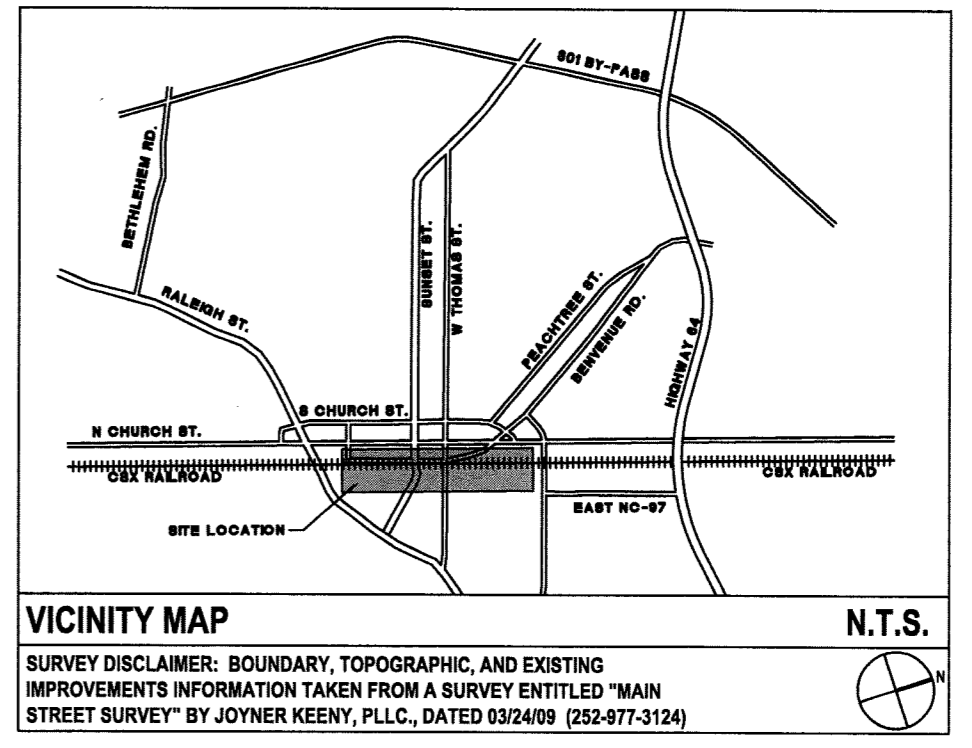 301 BY-PASS
BETHLEHEM RD.
RALEIGH ST.
SUNSET ST.
W THOMAS ST.
PEACHTREE ST.
BENVENUE RD.
HIGHWAY 64
S CHURCH ST.
N CHURCH ST.
CSX RAILROAD
CSX RAILROAD
EAST NC-97
SITE LOCATION
VICINITY MAP
N.T.S.
SURVEY DISCLAIMER: BOUNDARY, TOPOGRAPHIC, AND EXISTING
IMPROVEMENTS INFORMATION TAKEN FROM A SURVEY ENTITLED "MAIN
STREET SURVEY" BY JOYNER KEENY, PLLC., DATED 03/24/09 (252-977-3124)
N